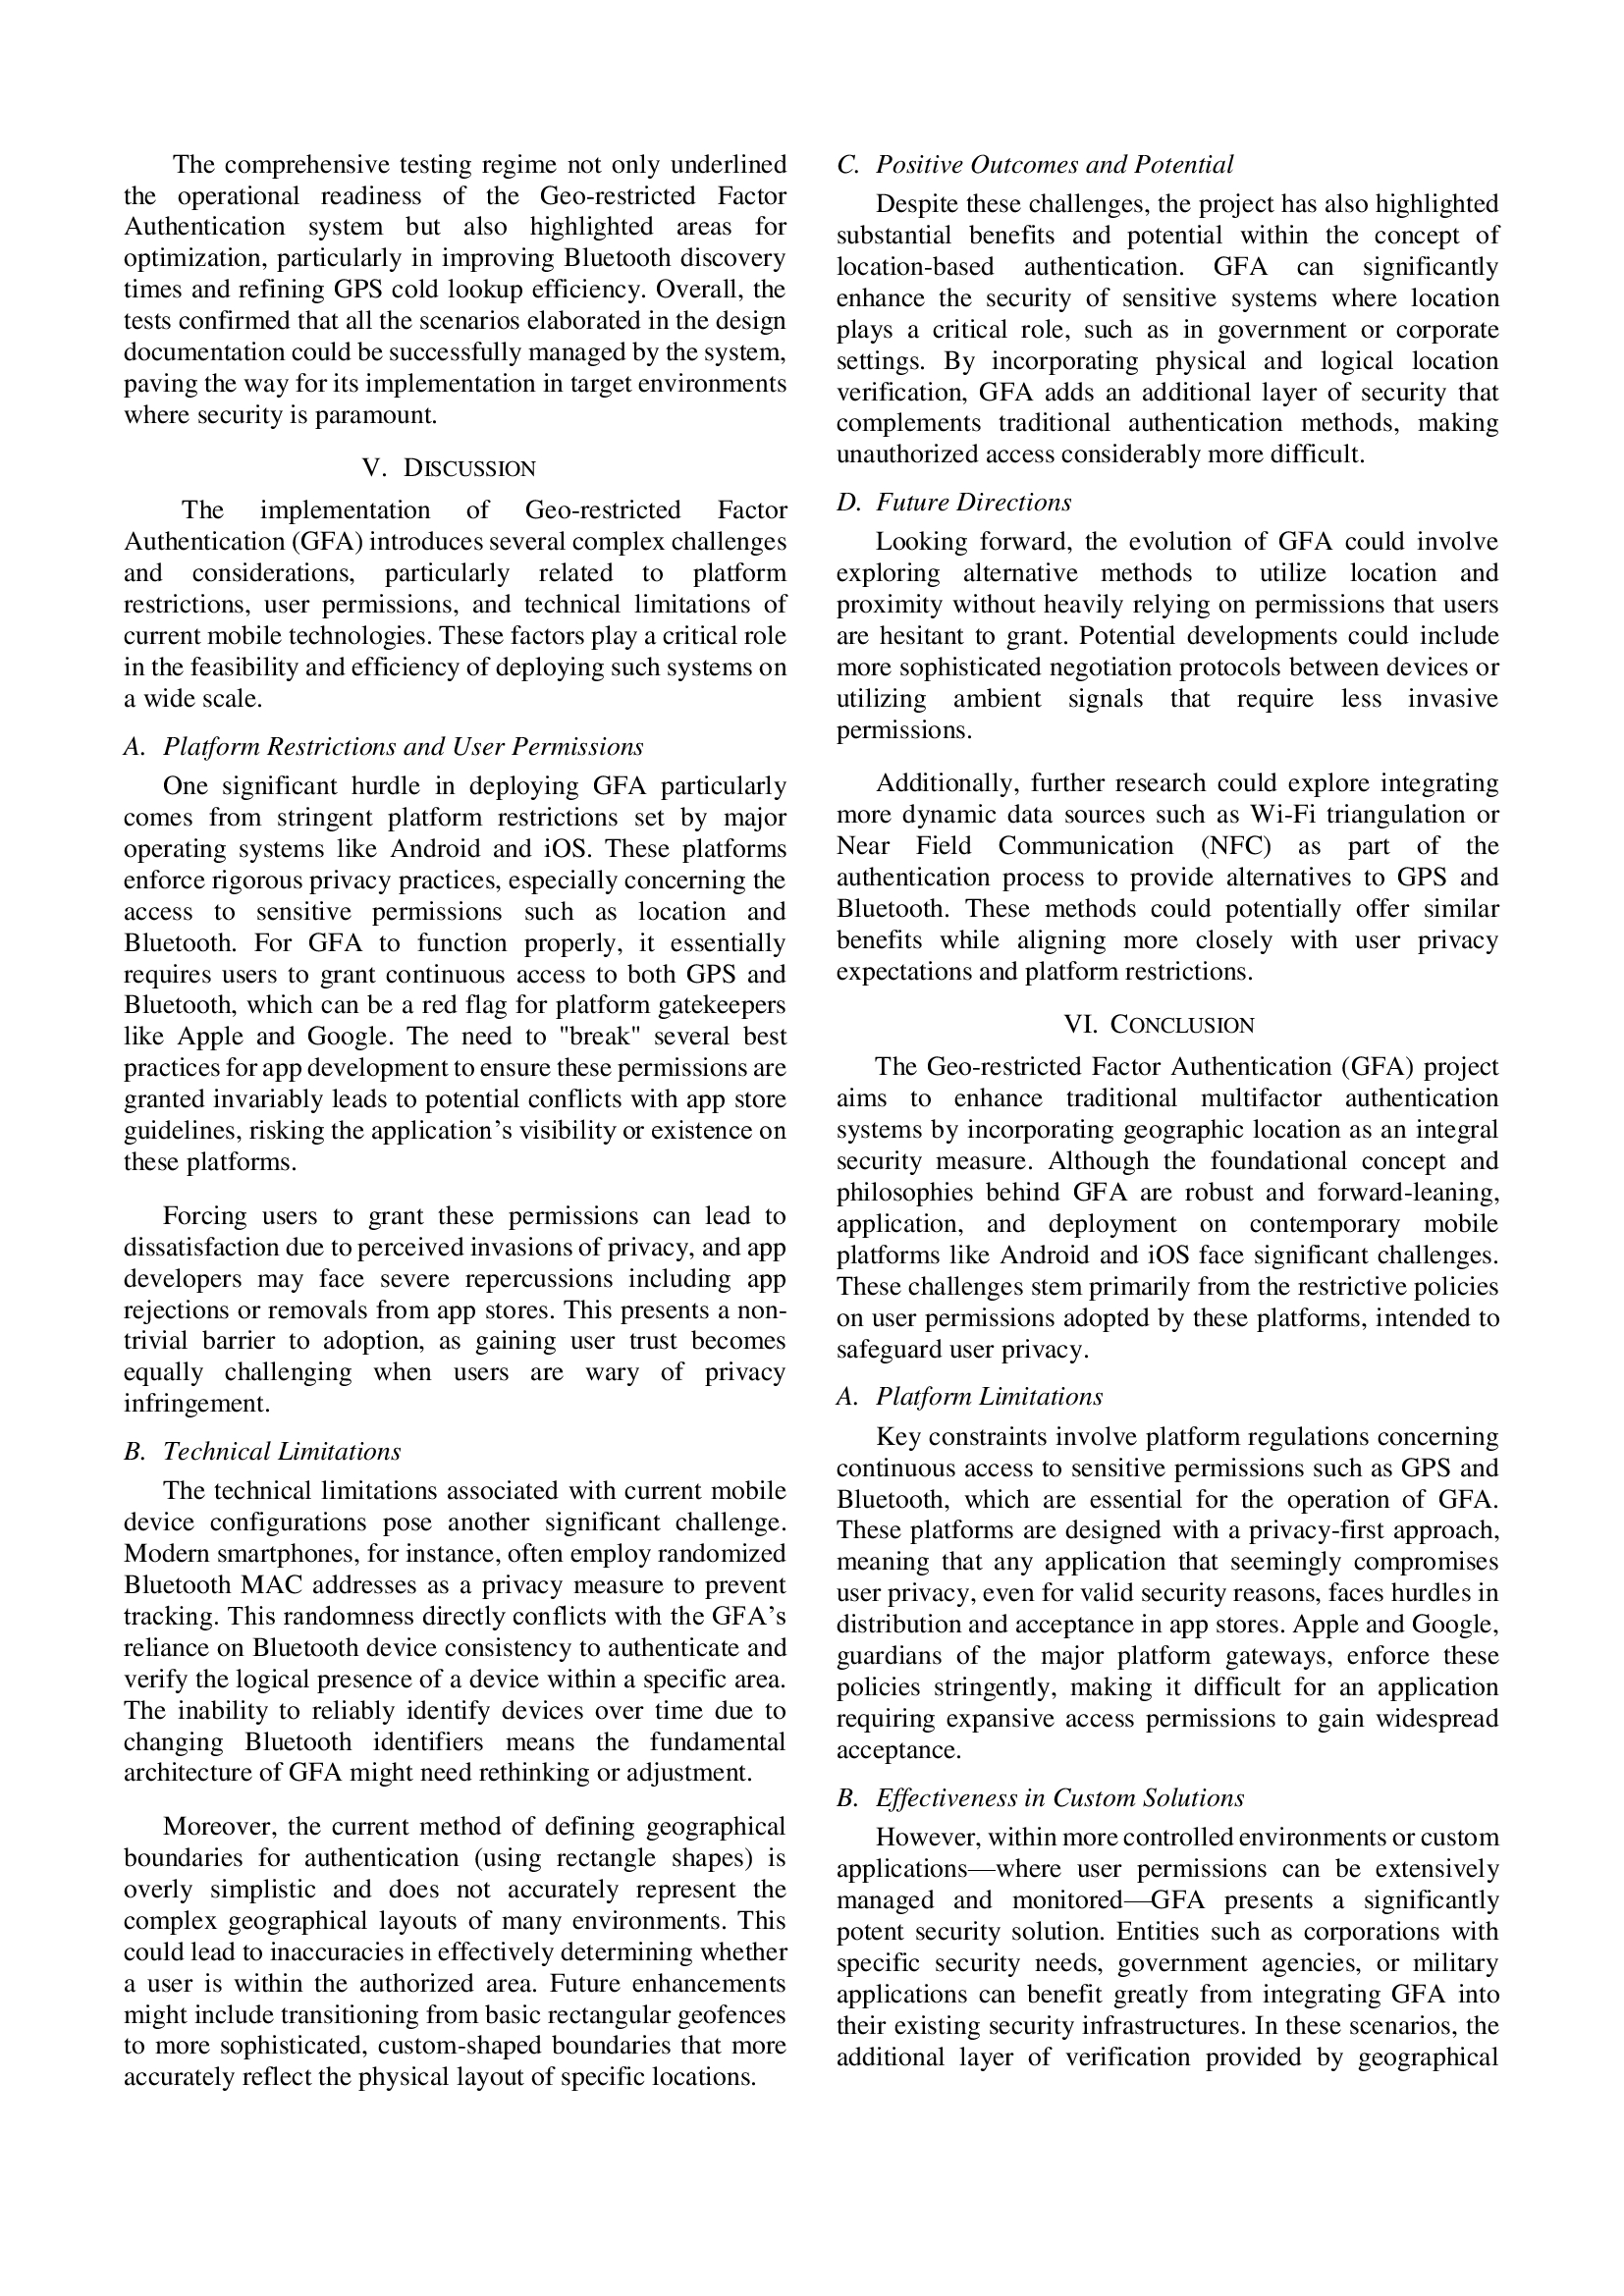 The comprehensive testing regime not only underlined
the operational readiness of the Geo-restricted Factor
Authentication system but also highlighted areas for
optimization, particularly in improving Bluetooth discovery
times and refining GPS cold lookup efficiency. Overall, the
tests confirmed that all the scenarios elaborated in the design
documentation could be successfully managed by the system,
paving the way for its implementation in target environments
where security is paramount.
V. DISCUSSION
The implementation of Geo-restricted Factor
Authentication (GFA) introduces several complex challenges
and considerations, particularly related to platform
restrictions, user permissions, and technical limitations of
current mobile technologies. These factors play a critical role
in the feasibility and efficiency of deploying such systems on
a wide scale.
A. Platform Restrictions and User Permissions
One significant hurdle in deploying GFA particularly
comes from stringent platform restrictions set by major
operating systems like Android and iOS. These platforms
enforce rigorous privacy practices, especially concerning the
access to sensitive permissions such as location and
Bluetooth. For GFA to function properly, it essentially
requires users to grant continuous access to both GPS and
Bluetooth, which can be a red flag for platform gatekeepers
like Apple and Google. The need to "break" several best
practices for app development to ensure these permissions are
granted invariably leads to potential conflicts with app store
guidelines, risking the application’s visibility or existence on
these platforms.
Forcing users to grant these permissions can lead to
dissatisfaction due to perceived invasions of privacy, and app
developers may face severe repercussions including app
rejections or removals from app stores. This presents a non-
trivial barrier to adoption, as gaining user trust becomes
equally challenging when users are wary of privacy
infringement.
B. Technical Limitations
The technical limitations associated with current mobile
device configurations pose another significant challenge.
Modern smartphones, for instance, often employ randomized
Bluetooth MAC addresses as a privacy measure to prevent
tracking. This randomness directly conflicts with the GFA’s
reliance on Bluetooth device consistency to authenticate and
verify the logical presence of a device within a specific area.
The inability to reliably identify devices over time due to
changing Bluetooth identifiers means the fundamental
architecture of GFA might need rethinking or adjustment.
Moreover, the current method of defining geographical
boundaries for authentication (using rectangle shapes) is
overly simplistic and does not accurately represent the
complex geographical layouts of many environments. This
could lead to inaccuracies in effectively determining whether
a user is within the authorized area. Future enhancements
might include transitioning from basic rectangular geofences
to more sophisticated, custom-shaped boundaries that more
accurately reflect the physical layout of specific locations.
C. Positive Outcomes and Potential
Despite these challenges, the project has also highlighted
substantial benefits and potential within the concept of
location-based authentication. GFA can significantly
enhance the security of sensitive systems where location
plays a critical role, such as in government or corporate
settings. By incorporating physical and logical location
verification, GFA adds an additional layer of security that
complements traditional authentication methods, making
unauthorized access considerably more difficult.
D. Future Directions
Looking forward, the evolution of GFA could involve
exploring alternative methods to utilize location and
proximity without heavily relying on permissions that users
are hesitant to grant. Potential developments could include
more sophisticated negotiation protocols between devices or
utilizing ambient signals that require less invasive
permissions.
Additionally, further research could explore integrating
more dynamic data sources such as Wi-Fi triangulation or
Near Field Communication (NFC) as part of the
authentication process to provide alternatives to GPS and
Bluetooth. These methods could potentially offer similar
benefits while aligning more closely with user privacy
expectations and platform restrictions.
VI. CONCLUSION
The Geo-restricted Factor Authentication (GFA) project
aims to enhance traditional multifactor authentication
systems by incorporating geographic location as an integral
security measure. Although the foundational concept and
philosophies behind GFA are robust and forward-leaning,
application, and deployment on contemporary mobile
platforms like Android and iOS face significant challenges.
These challenges stem primarily from the restrictive policies
on user permissions adopted by these platforms, intended to
safeguard user privacy.
A. Platform Limitations
Key constraints involve platform regulations concerning
continuous access to sensitive permissions such as GPS and
Bluetooth, which are essential for the operation of GFA.
These platforms are designed with a privacy-first approach,
meaning that any application that seemingly compromises
user privacy, even for valid security reasons, faces hurdles in
distribution and acceptance in app stores. Apple and Google,
guardians of the major platform gateways, enforce these
policies stringently, making it difficult for an application
requiring expansive access permissions to gain widespread
acceptance.
B. Effectiveness in Custom Solutions
However, within more controlled environments or custom
applications—where user permissions can be extensively
managed and monitored—GFA presents a significantly
potent security solution. Entities such as corporations with
specific security needs, government agencies, or military
applications can benefit greatly from integrating GFA into
their existing security infrastructures. In these scenarios, the
additional layer of verification provided by geographical